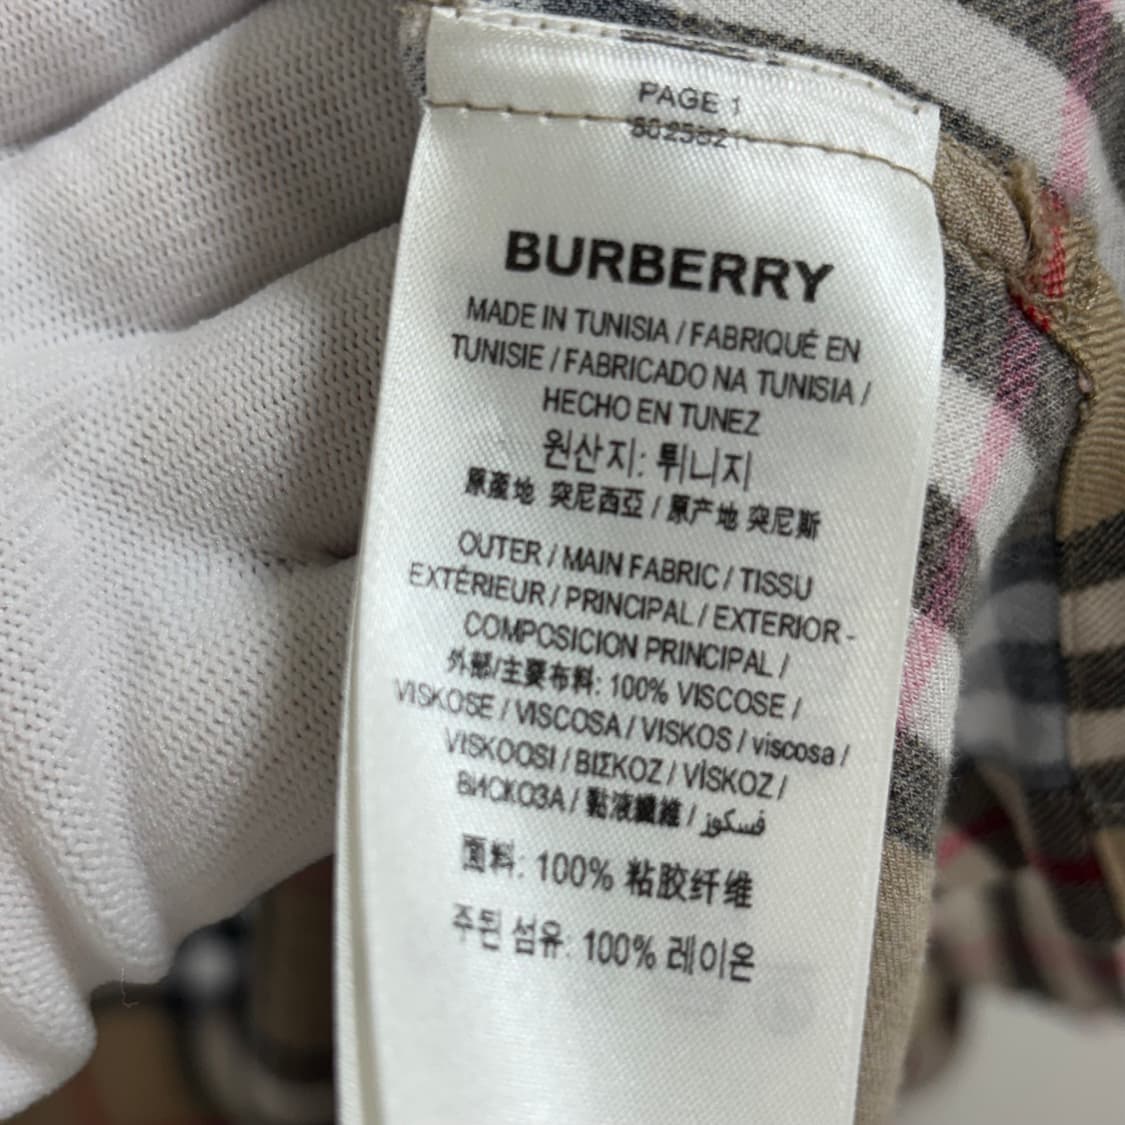 PAGE 1
BURBERRY
MADE IN TUNISIA / FABRIQUÉ EN
TUNISIE / FABRICADO NA TUNISIA /
HECHO EN TUNEZ
원산지: 튀니지
原產地 突尼西亞 / 原产地 突尼斯
OUTER / MAIN FABRIC / TISSU
EXTÉRIEUR / PRINCIPAL / EXTERIOR -
COMPOSICION PRINCIPAL /
外部/主要布料: 100% VISCOSE /
VISKOSE / VISCOSA / VISKOS / viscosa /
VISKOOSI / ΒΙΣΚΟΖ / VİSKOZ /
ВИСКОЗА / 黏液纖維 / فسكوز
面料: 100% 粘胶纤维
주된 섬유: 100% 레이온